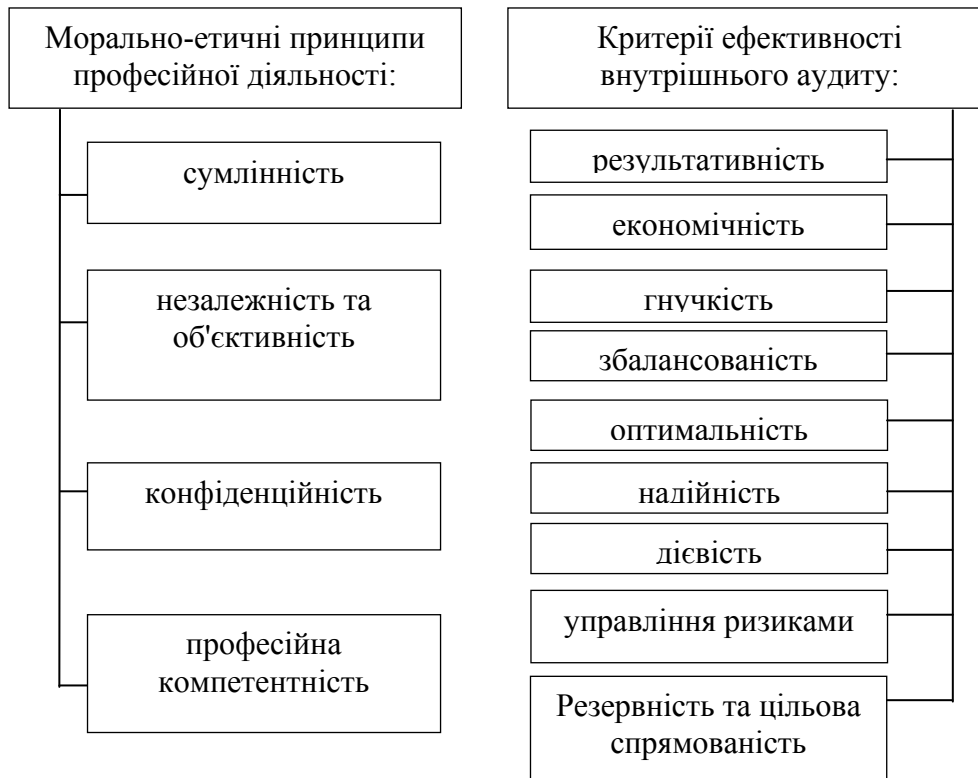 Морально-етичні принципи
професійної діяльності:
сумлінність
незалежність та
об'єктивність
конфіденційність
професійна
компетентність
Критерії ефективності
внутрішнього аудиту:
результативність
економічність
гнучкість
збалансованість
оптимальність
надійність
дієвість
управління ризиками
Резервність та цільова
спрямованість